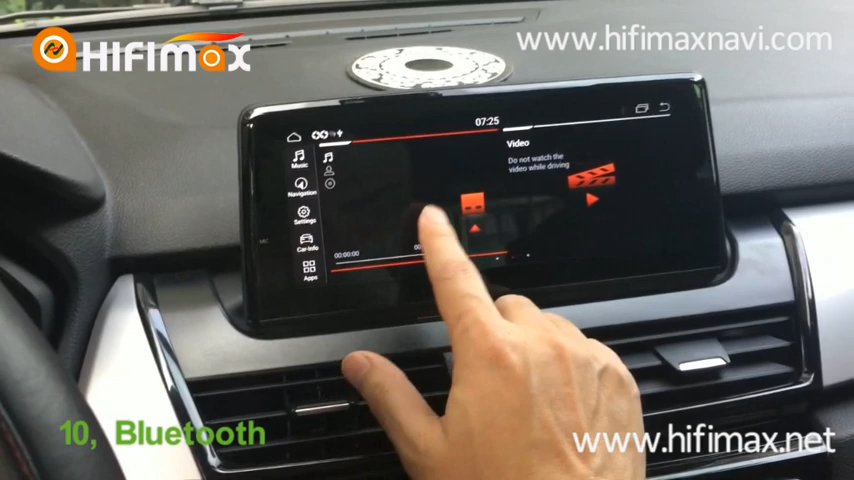 HIFIMAX
www.hifimaxnavi.com
07:25
Music
Navigation
Settings
Car info
Apps
Video
Do not watch the
video while driving
00:00:00
10, Bluetooth
www.hifimax.net